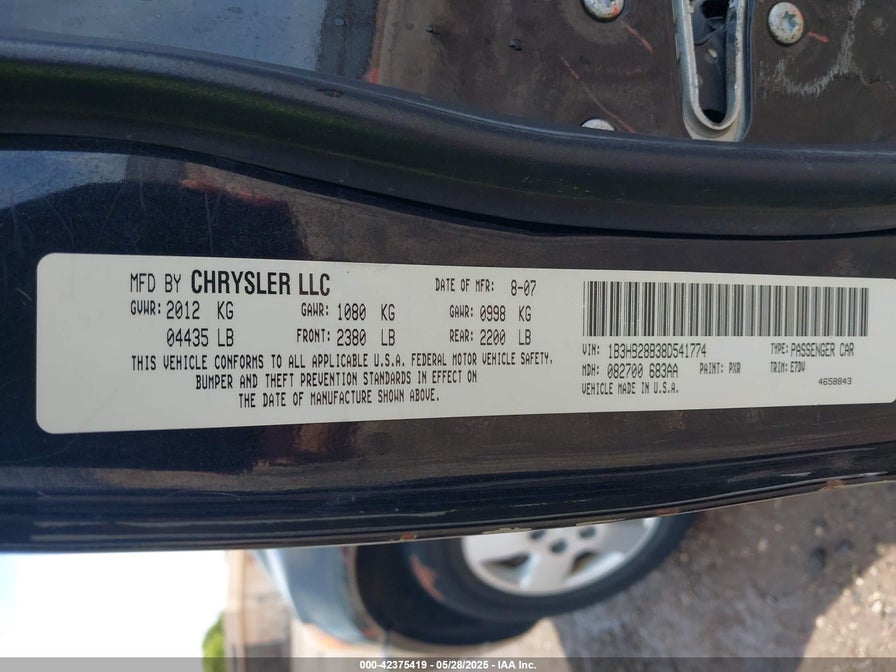 MFD BY CHRYSLER LLC DATE OF MFR: 8-07
GVWR: 2012 KG GAWR: 1080 KG GAWR: 0998 KG
04435 LB FRONT: 2380 LB REAR: 2200 LB
THIS VEHICLE CONFORMS TO ALL APPLICABLE U.S.A. FEDERAL MOTOR VEHICLE SAFETY,
BUMPER AND THEFT PREVENTION STANDARDS IN EFFECT ON
THE DATE OF MANUFACTURE SHOWN ABOVE.
VIN: 1B3HB28B38D541774 TYPE: PASSENGER CAR
MDH: 082700 683AA PAINT: PXR TRIM: E7DV
VEHICLE MADE IN U.S.A. 4658843
000-42375419 - 05/28/2025 - IAA Inc.